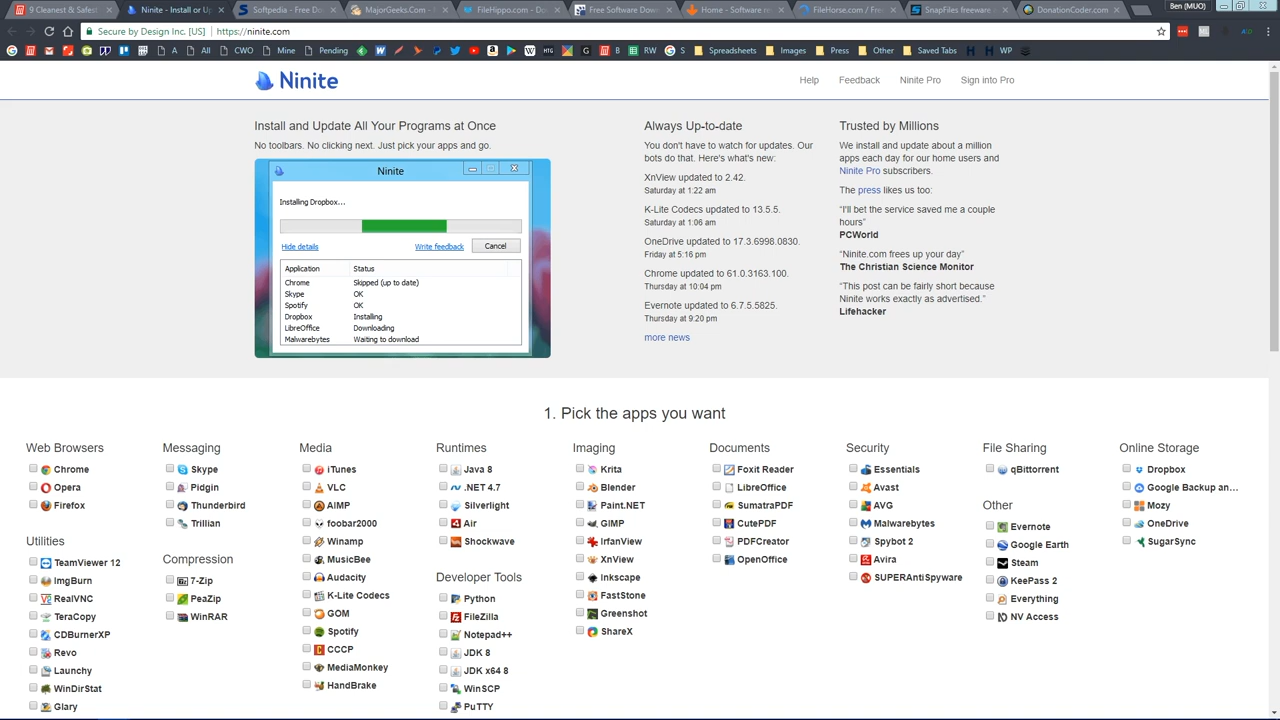 9 Cleanest & Safest
Ninite - Install or Up
Softpedia - Free Do
MajorGeeks.Com - M
FileHippo.com - Do
Free Software Dow
Home - Software re
FileHorse.com / Free
SnapFiles freeware
DonationCoder.com
Ben (MUO)
Secure by Design Inc. [US] https://ninite.com
A All CWO Mine Pending B RW S Spreadsheets Images Press Other Saved Tabs H WP
Ninite
Help Feedback Ninite Pro Sign into Pro
Install and Update All Your Programs at Once
No toolbars. No clicking next. Just pick your apps and go.
Ninite
Installing Dropbox...
Hide details Write feedback Cancel
Application Status
Chrome Skipped (up to date)
Skype OK
Spotify OK
Dropbox Installing
LibreOffice Downloading
Malwarebytes Waiting to download
Always Up-to-date
You don't have to watch for updates. Our
bots do that. Here's what's new:
XnView updated to 2.42.
Saturday at 1:22 am
K-Lite Codecs updated to 13.5.5.
Saturday at 1:06 am
OneDrive updated to 17.3.6998.0830.
Friday at 5:16 pm
Chrome updated to 61.0.3163.100.
Thursday at 10:04 pm
Evernote updated to 6.7.5.5825.
Thursday at 9:20 pm
more news
Trusted by Millions
We install and update about a million
apps each day for our home users and
Ninite Pro subscribers.
The press likes us too:
“I'll bet the service saved me a couple
hours”
PCWorld
“Ninite.com frees up your day”
The Christian Science Monitor
“This post can be fairly short because
Ninite works exactly as advertised.”
Lifehacker
1. Pick the apps you want
Web Browsers
Chrome
Opera
Firefox
Utilities
TeamViewer 12
ImgBurn
RealVNC
TeraCopy
CDBurnerXP
Revo
Launchy
WinDirStat
Glary
Messaging
Skype
Pidgin
Thunderbird
Trillian
Compression
7-Zip
PeaZip
WinRAR
Media
iTunes
VLC
AIMP
foobar2000
Winamp
MusicBee
Audacity
K-Lite Codecs
GOM
Spotify
CCCP
MediaMonkey
HandBrake
Runtimes
Java 8
.NET 4.7
Silverlight
Air
Shockwave
Developer Tools
Python
FileZilla
Notepad++
JDK 8
JDK x64 8
WinSCP
PuTTY
Imaging
Krita
Blender
Paint.NET
GIMP
IrfanView
XnView
Inkscape
FastStone
Greenshot
ShareX
Documents
Foxit Reader
LibreOffice
SumatraPDF
CutePDF
PDFCreator
OpenOffice
Security
Essentials
Avast
AVG
Malwarebytes
Spybot 2
Avira
SUPERAntiSpyware
File Sharing
qBittorrent
Other
Evernote
Google Earth
Steam
KeePass 2
Everything
NV Access
Online Storage
Dropbox
Google Backup an...
Mozy
OneDrive
SugarSync